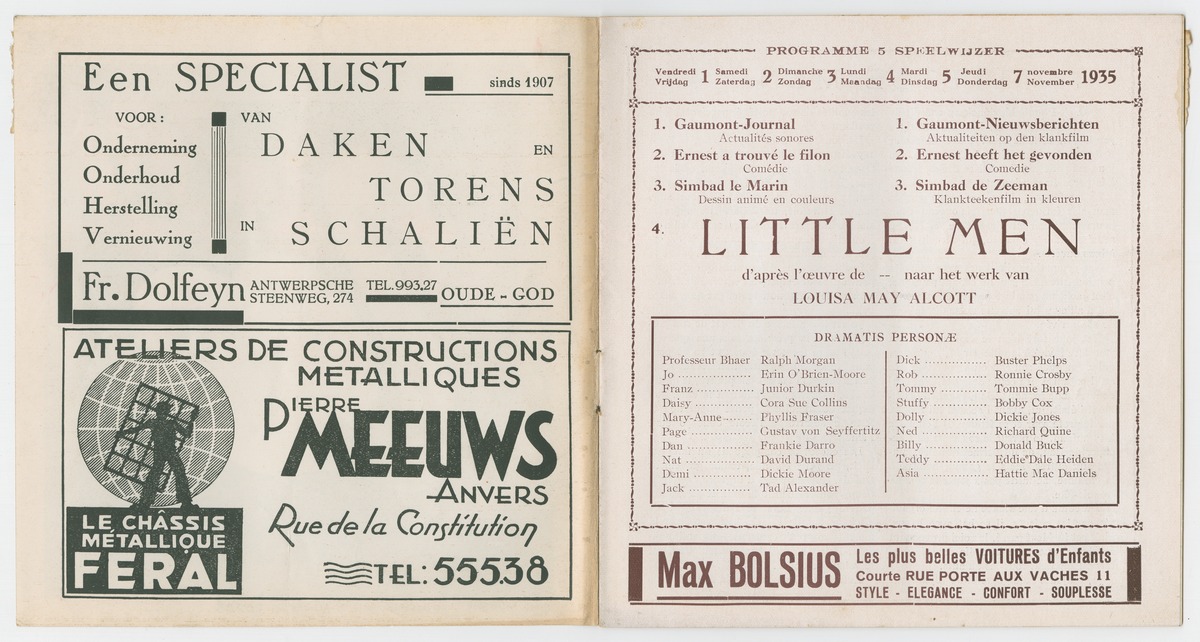 Een SPECIALIST sinds 1907
VOOR : VAN
Onderneming DAKEN EN
Onderhoud TORENS
Herstelling
Vernieuwing IN SCHALIËN
Fr. Dolfeyn ANTWERPSCHE STEENWEG, 274 TEL. 993,27 OUDE - GOD
ATELIERS DE CONSTRUCTIONS
METALLIQUES
PIERRE
MEEUWS
ANVERS
Rue de la Constitution
TEL: 555.38
LE CHÂSSIS
MÉTALLIQUE
FERAL
PROGRAMME 5 SPEELWIJZER
Vendredi 1 Samedi 2 Dimanche 3 Lundi 4 Mardi 5 Jeudi 7 novembre 1935
Vrijdag Zaterdag Zondag Maandag Dinsdag Donderdag November
1. Gaumont-Journal
Actualités sonores
2. Ernest a trouvé le filon
Comédie
3. Simbad le Marin
Dessin animé en couleurs
1. Gaumont-Nieuwsberichten
Aktualiteiten op den klankfilm
2. Ernest heeft het gevonden
Comedie
3. Simbad de Zeeman
Klankteekenfilm in kleuren
4. LITTLE MEN
d'après l'œuvre de -- naar het werk van
LOUISA MAY ALCOTT
DRAMATIS PERSONÆ
Professeur Bhaer Ralph Morgan
Jo .................. Erin O'Brien-Moore
Franz ............... Junior Durkin
Daisy ............... Cora Sue Collins
Mary-Anne ....... Phyllis Fraser
Page ................ Gustav von Seyffertitz
Dan ................. Frankie Darro
Nat ................. David Durand
Demi ................ Dickie Moore
Jack ................ Tad Alexander
Dick ................ Buster Phelps
Rob ................. Ronnie Crosby
Tommy ............... Tommie Bupp
Stuffy .............. Bobby Cox
Dolly ............... Dickie Jones
Ned ................. Richard Quine
Billy ............... Donald Buck
Teddy ............... Eddie Dale Heiden
Asia ................ Hattie Mac Daniels
Max BOLSIUS
Les plus belles VOITURES d'Enfants
Courte RUE PORTE AUX VACHES 11
STYLE - ELEGANCE - CONFORT - SOUPLESSE